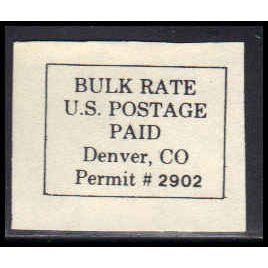 BULK RATE
U.S. POSTAGE
PAID
Denver, CO
Permit # 2902